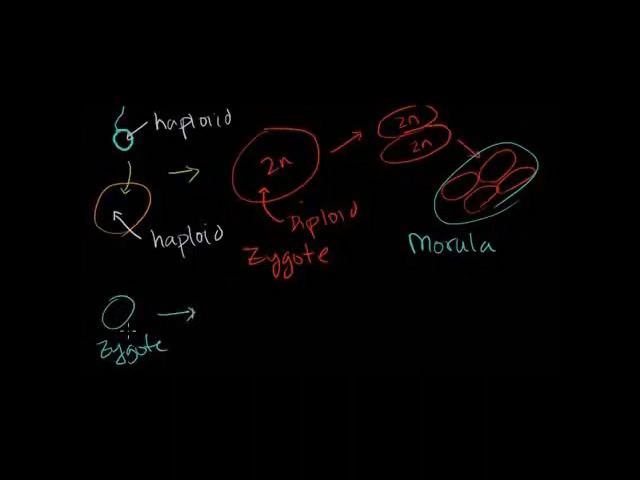 haploid
2n
2n
2n
haploid
Diploid
Zygote
Morula
Zygote